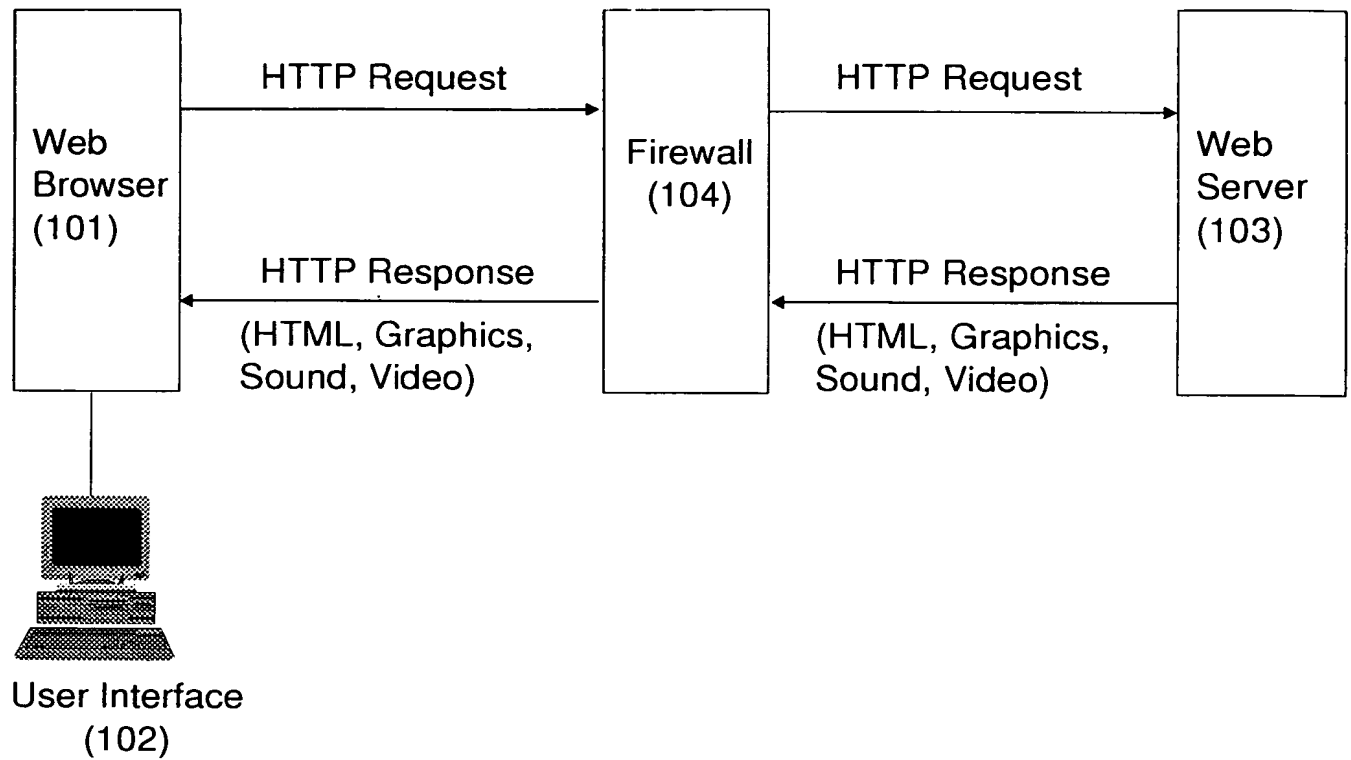 HTTP Request
HTTP Request
Web
Browser
(101)
Firewall
(104)
Web
Server
(103)
HTTP Response
(HTML, Graphics,
Sound, Video)
HTTP Response
(HTML, Graphics,
Sound, Video)
User Interface
(102)